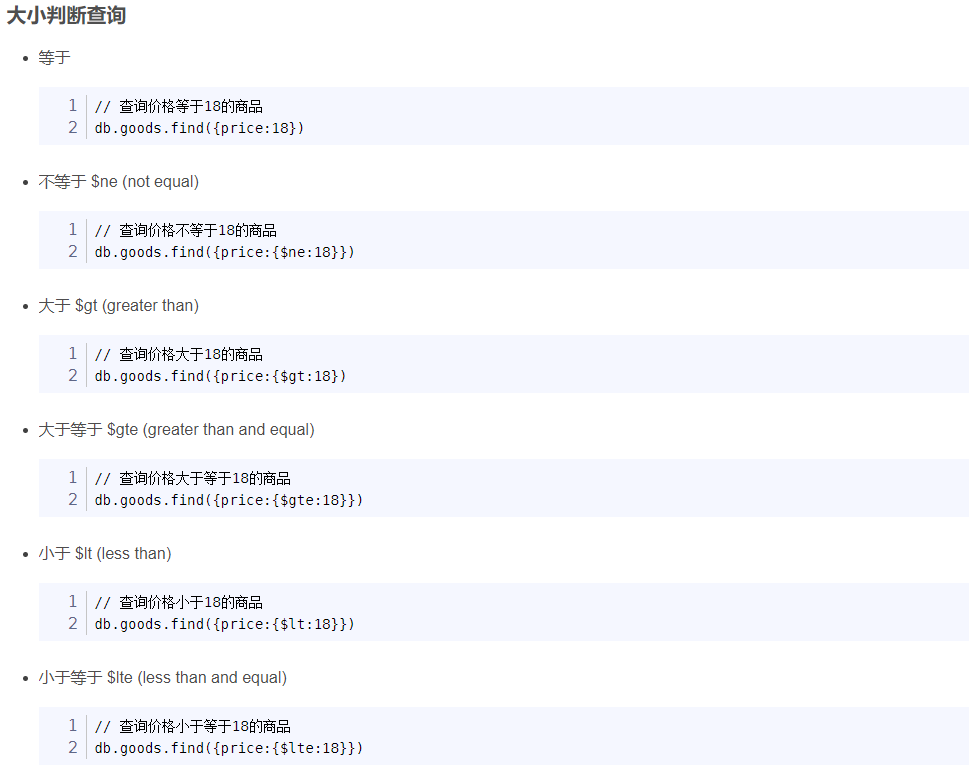 大小判断查询
等于
1 // 查询价格等于18的商品
2 db.goods.find({price:18})
不等于 $ne (not equal)
1 // 查询价格不等于18的商品
2 db.goods.find({price:{$ne:18}})
大于 $gt (greater than)
1 // 查询价格大于18的商品
2 db.goods.find({price:{$gt:18})
大于等于 $gte (greater than and equal)
1 // 查询价格大于等于18的商品
2 db.goods.find({price:{$gte:18}})
小于 $lt (less than)
1 // 查询价格小于18的商品
2 db.goods.find({price:{$lt:18}})
小于等于 $lte (less than and equal)
1 // 查询价格小于等于18的商品
2 db.goods.find({price:{$lte:18}})